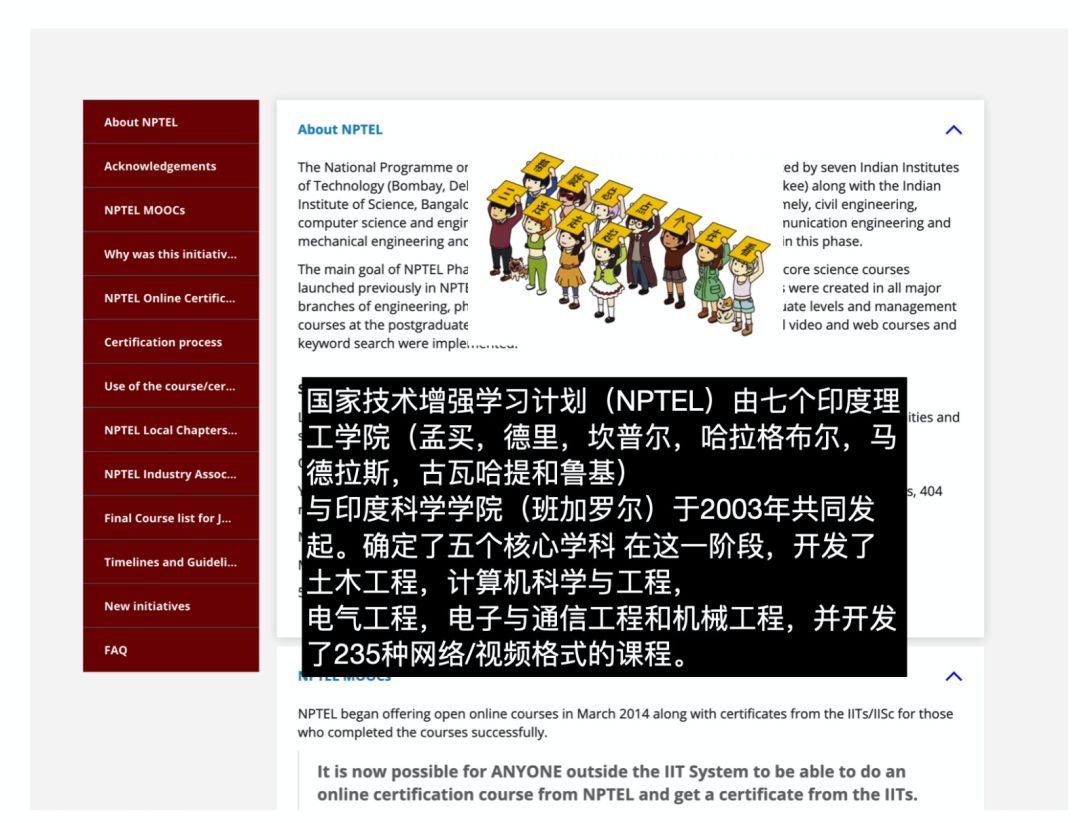 About NPTEL
Acknowledgements
NPTEL MOOCs
Why was this initiativ...
NPTEL Online Certific...
Certification process
Use of the course/cer...
NPTEL Local Chapters...
NPTEL Industry Assoc...
Final Course list for J...
Timelines and Guideli...
New initiatives
FAQ
About NPTEL
The National Programme or ed by seven Indian Institutes
of Technology (Bombay, Del kee) along with the Indian
Institute of Science, Bangalo nely, civil engineering,
computer science and engir nunication engineering and
mechanical engineering and in this phase.
The main goal of NPTEL Pha core science courses
launched previously in NPTE were created in all major
branches of engineering, ph uate levels and management
courses at the postgraduate l video and web courses and
keyword search were implemented.
点个在看
三连走起
ities and
s, 404
国家技术增强学习计划（NPTEL）由七个印度理
工学院（孟买，德里，坎普尔，哈拉格布尔，马
德拉斯，古瓦哈提和鲁基）
与印度科学学院（班加罗尔）于2003年共同发
起。确定了五个核心学科 在这一阶段，开发了
土木工程，计算机科学与工程，
电气工程，电子与通信工程和机械工程，并开发
了235种网络/视频格式的课程。
NPTEL MOOCs
NPTEL began offering open online courses in March 2014 along with certificates from the IITs/IISc for those
who completed the courses successfully.
It is now possible for ANYONE outside the IIT System to be able to do an
online certification course from NPTEL and get a certificate from the IITs.